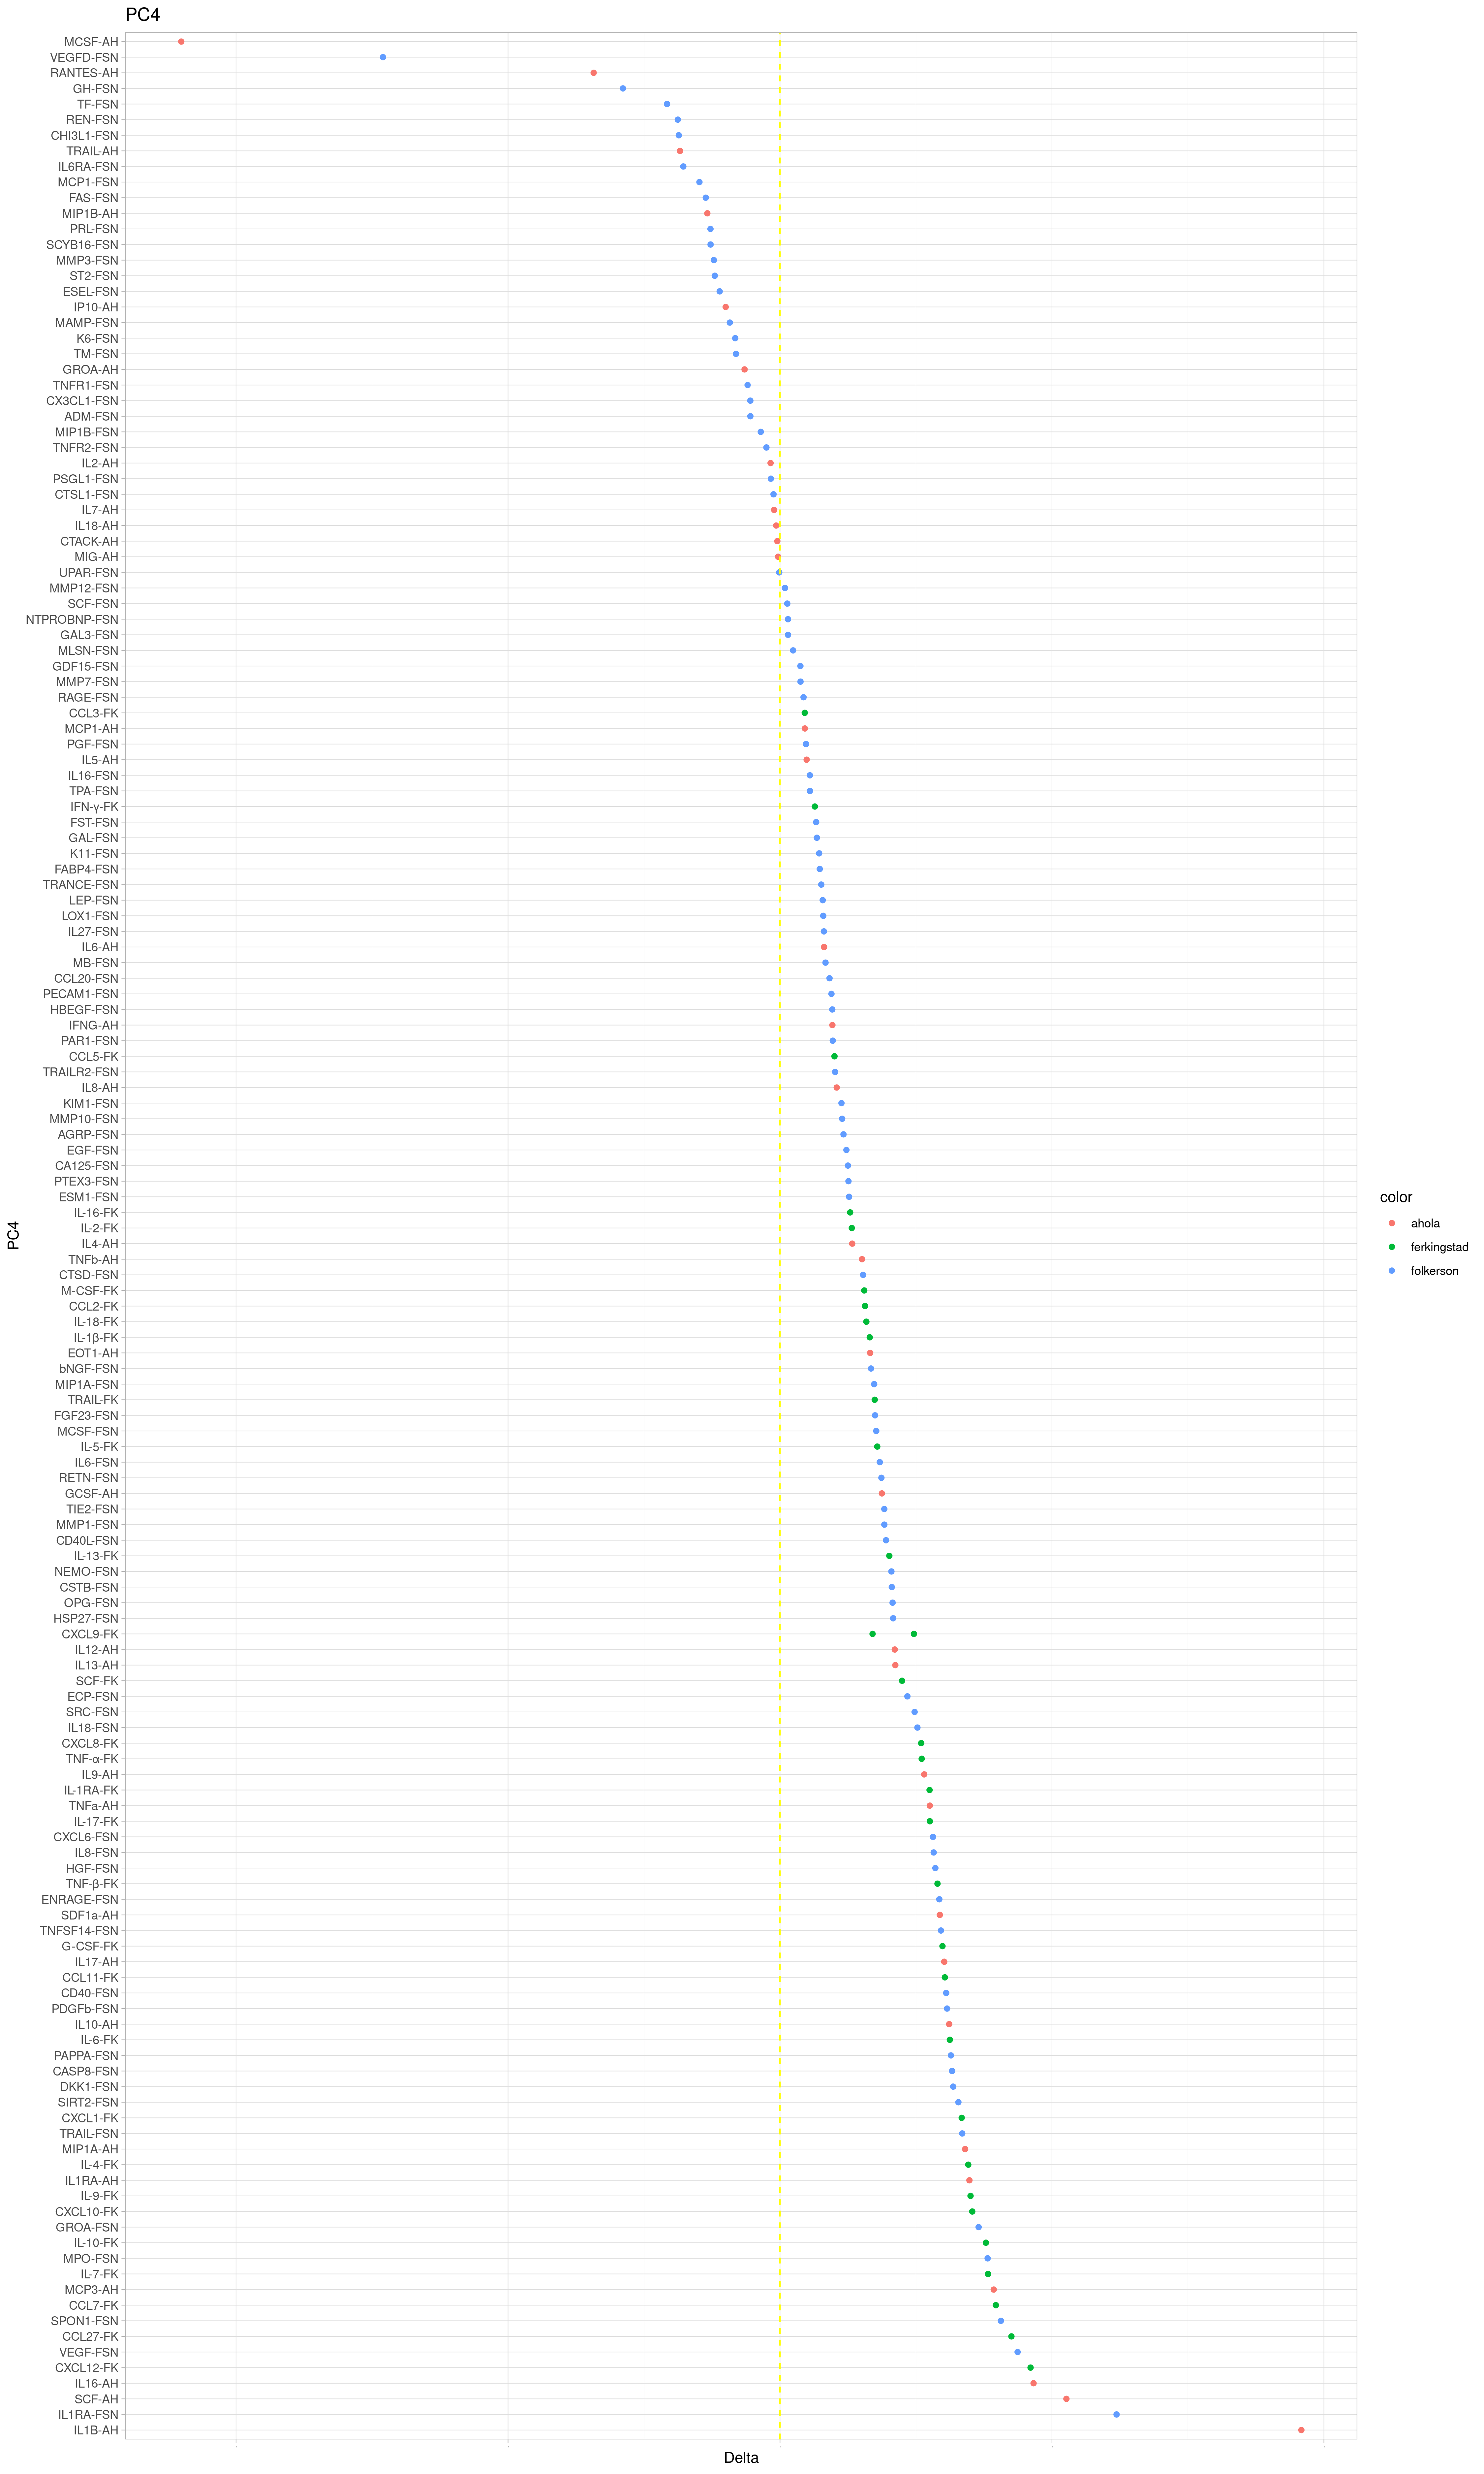 PC4
MCSF-AH
VEGFD-FSN
RANTES-AH
GH-FSN
TF-FSN
REN-FSN
CHI3L1-FSN
TRAIL-AH
IL6RA-FSN
MCP1-FSN
FAS-FSN
MIP1B-AH
PRL-FSN
SCYB16-FSN
MMP3-FSN
ST2-FSN
ESEL-FSN
IP10-AH
MAMP-FSN
K6-FSN
TM-FSN
GROA-AH
TNFR1-FSN
CX3CL1-FSN
ADM-FSN
MIP1B-FSN
TNFR2-FSN
IL2-AH
PSGL1-FSN
CTSL1-FSN
IL7-AH
IL18-AH
CTACK-AH
MIG-AH
UPAR-FSN
MMP12-FSN
SCF-FSN
NTPROBNP-FSN
GAL3-FSN
MLSN-FSN
GDF15-FSN
MMP7-FSN
RAGE-FSN
CCL3-FK
MCP1-AH
PGF-FSN
IL5-AH
IL16-FSN
TPA-FSN
IFN-γ-FK
FST-FSN
GAL-FSN
K11-FSN
FABP4-FSN
TRANCE-FSN
LEP-FSN
LOX1-FSN
IL27-FSN
IL6-AH
MB-FSN
CCL20-FSN
PECAM1-FSN
HBEGF-FSN
IFNG-AH
PAR1-FSN
CCL5-FK
TRAILR2-FSN
IL8-AH
KIM1-FSN
MMP10-FSN
AGRP-FSN
EGF-FSN
CA125-FSN
PTEX3-FSN
ESM1-FSN
IL-16-FK
IL-2-FK
IL4-AH
TNFb-AH
CTSD-FSN
M-CSF-FK
CCL2-FK
IL-18-FK
IL-1β-FK
EOT1-AH
bNGF-FSN
MIP1A-FSN
TRAIL-FK
FGF23-FSN
MCSF-FSN
IL-5-FK
IL6-FSN
RETN-FSN
GCSF-AH
TIE2-FSN
MMP1-FSN
CD40L-FSN
IL-13-FK
NEMO-FSN
CSTB-FSN
OPG-FSN
HSP27-FSN
CXCL9-FK
IL12-AH
IL13-AH
SCF-FK
ECP-FSN
SRC-FSN
IL18-FSN
CXCL8-FK
TNF-α-FK
IL9-AH
IL-1RA-FK
TNFa-AH
IL-17-FK
CXCL6-FSN
IL8-FSN
HGF-FSN
TNF-β-FK
ENRAGE-FSN
SDF1a-AH
TNFSF14-FSN
G-CSF-FK
IL17-AH
CCL11-FK
CD40-FSN
PDGFb-FSN
IL10-AH
IL-6-FK
PAPPA-FSN
CASP8-FSN
DKK1-FSN
SIRT2-FSN
CXCL1-FK
TRAIL-FSN
MIP1A-AH
IL-4-FK
IL1RA-AH
IL-9-FK
CXCL10-FK
GROA-FSN
IL-10-FK
MPO-FSN
IL-7-FK
MCP3-AH
CCL7-FK
SPON1-FSN
CCL27-FK
VEGF-FSN
CXCL12-FK
IL16-AH
SCF-AH
IL1RA-FSN
IL1B-AH
PC4
Delta
color
ahola
ferkingstad
folkerson